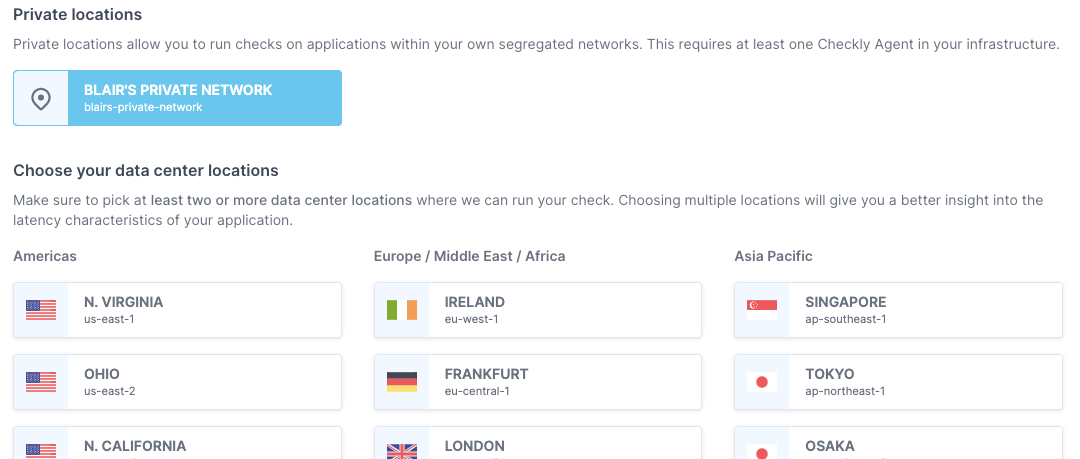 Private locations
Private locations allow you to run checks on applications within your own segregated networks. This requires at least one Checkly Agent in your infrastructure.
BLAIR'S PRIVATE NETWORK
blairs-private-network
Choose your data center locations
Make sure to pick at least two or more data center locations where we can run your check. Choosing multiple locations will give you a better insight into the
latency characteristics of your application.
Americas
Europe / Middle East / Africa
Asia Pacific
N. VIRGINIA
us-east-1
IRELAND
eu-west-1
SINGAPORE
ap-southeast-1
OHIO
us-east-2
FRANKFURT
eu-central-1
TOKYO
ap-northeast-1
N. CALIFORNIA
LONDON
OSAKA